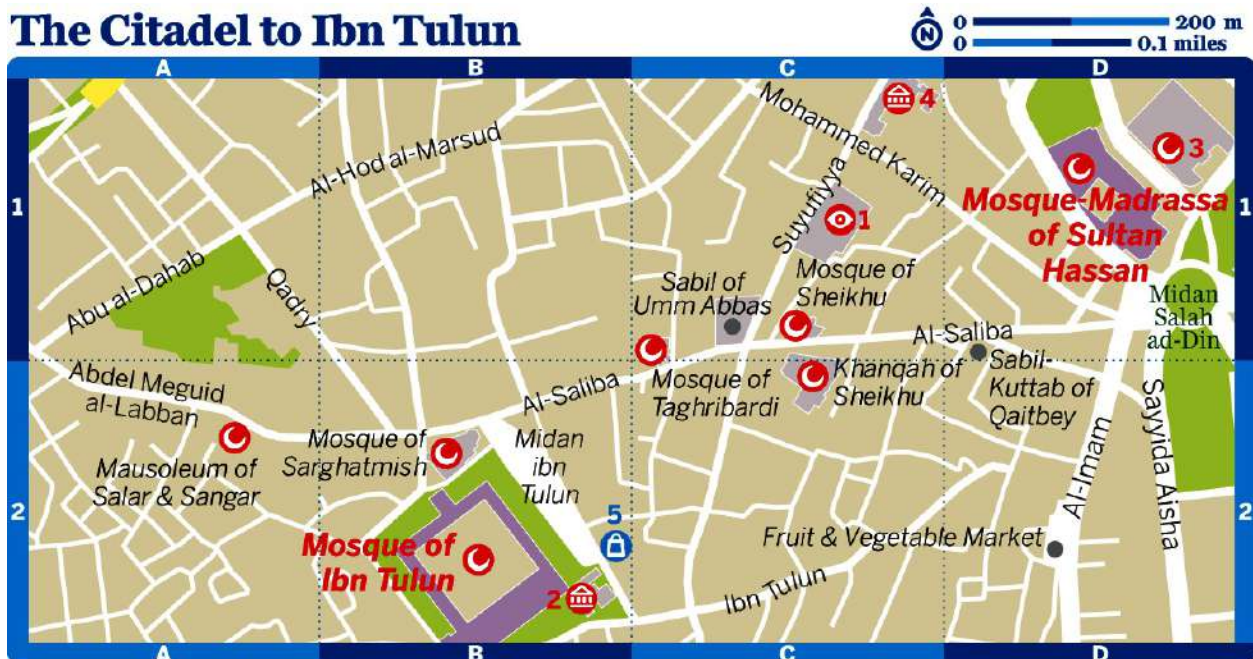 The Citadel to Ibn Tulun
N
0 200 m
0 0.1 miles
A
B
C
D
1
1
2
2
Al-Hod al-Marsud
Mohammed Karim
4
3
Mosque-Madrassa
of Sultan
Hassan
1
Suyufiyya
Abu al-Dahab
Qadry
Sabil of
Umm Abbas
Mosque of
Sheikhu
Al-Saliba
Midan
Salah
ad-Din
Abdel Meguid
al-Labban
Al-Saliba
Mosque of
Taghribardi
Khanqah of
Sheikhu
Sabil-
Kuttab of
Qaitbey
Mausoleum of
Salar & Sangar
Mosque of
Sarghatmish
Midan
ibn
Tulun
Al-Imam
Sayyida Aisha
5
Fruit & Vegetable Market
Mosque of
Ibn Tulun
2
Ibn Tulun
A
B
C
D